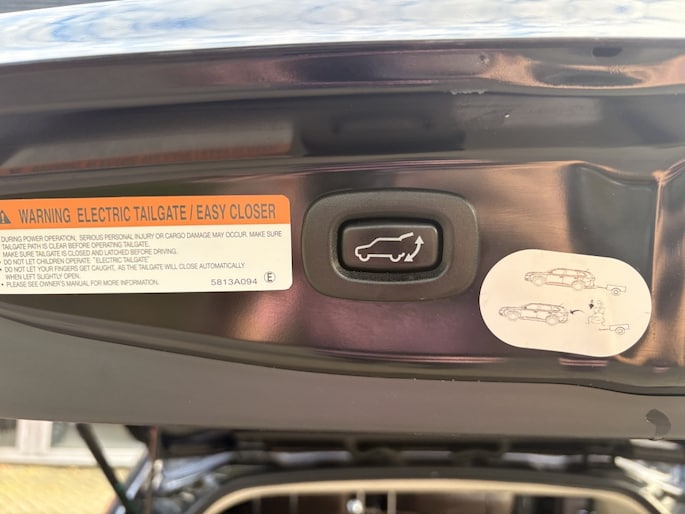 WARNING ELECTRIC TAILGATE / EASY CLOSER
DURING POWER OPERATION, SERIOUS PERSONAL INJURY OR CARGO DAMAGE MAY OCCUR. MAKE SURE
TAILGATE PATH IS CLEAR BEFORE OPERATING TAILGATE.
MAKE SURE TAILGATE IS CLOSED AND LATCHED BEFORE DRIVING.
• DO NOT LET CHILDREN OPERATE "ELECTRIC TAILGATE"
• DO NOT LET YOUR FINGERS GET CAUGHT, AS THE TAILGATE WILL CLOSE AUTOMATICALLY
WHEN LEFT SLIGHTLY OPEN.
• PLEASE SEE OWNER'S MANUAL FOR MORE INFORMATION. 5813A094 E